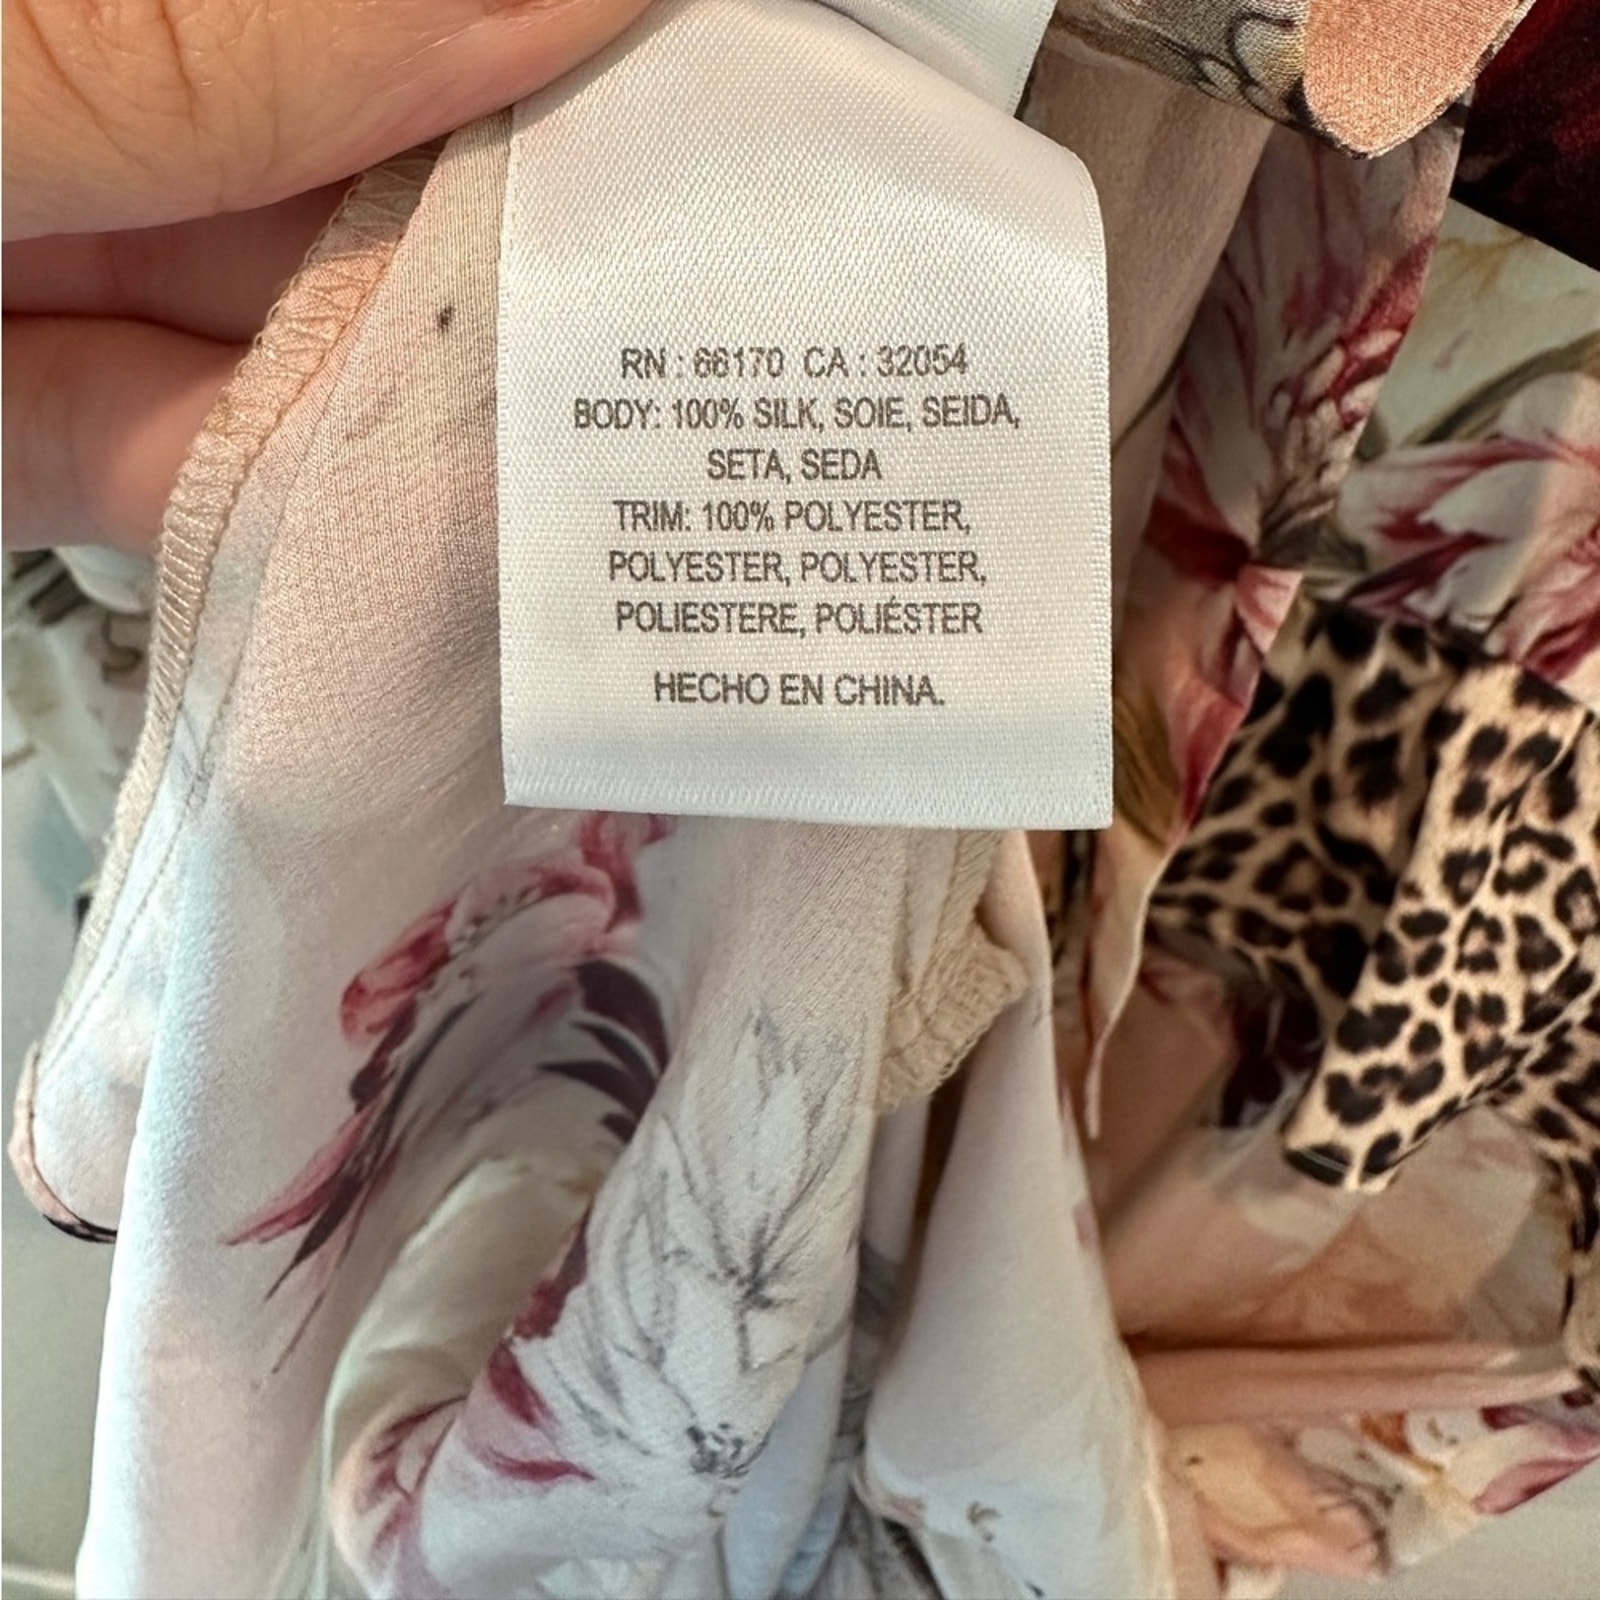 RN : 66170 CA : 32054
BODY: 100% SILK, SOIE, SEIDA,
SETA, SEDA
TRIM: 100% POLYESTER,
POLYESTER, POLYESTER,
POLIESTERE, POLIÉSTER
HECHO EN CHINA.